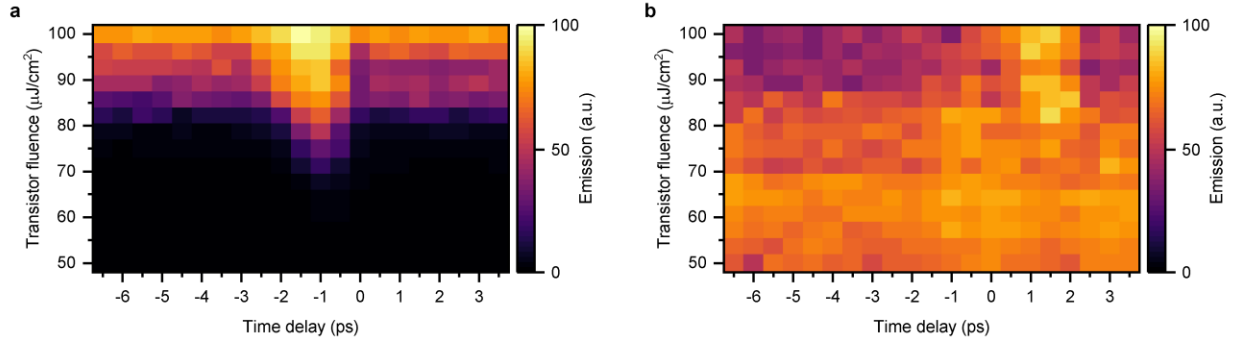 a
Transistor fluence (μJ/cm²)
100
90
80
70
60
50
-6 -5 -4 -3 -2 -1 0 1 2 3
Time delay (ps)
100
50
0
Emission (a.u.)
b
Transistor fluence (μJ/cm²)
100
90
80
70
60
50
-6 -5 -4 -3 -2 -1 0 1 2 3
Time delay (ps)
100
50
0
Emission (a.u.)